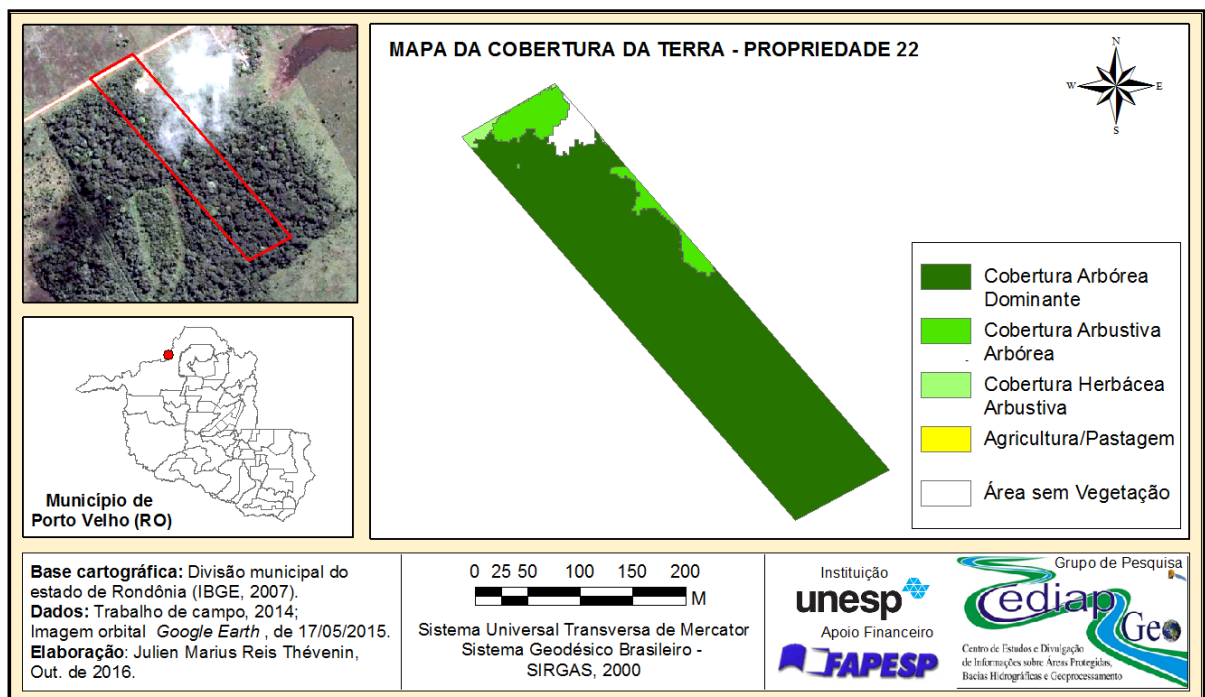 MAPA DA COBERTURA DA TERRA - PROPRIEDADE 22
N
W
E
S
Cobertura Arbórea
Dominante
Cobertura Arbustiva
Arbórea
Cobertura Herbácea
Arbustiva
Agricultura/Pastagem
Área sem Vegetação
Município de
Porto Velho (RO)
Base cartográfica: Divisão municipal do
estado de Rondônia (IBGE, 2007).
Dados: Trabalho de campo, 2014;
Imagem orbital Google Earth , de 17/05/2015.
Elaboração: Julien Marius Reis Thévenin,
Out. de 2016.
0 25 50 100 150 200
M
Sistema Universal Transversa de Mercator
Sistema Geodésico Brasileiro -
SIRGAS, 2000
Instituição
unesp
Apoio Financeiro
FAPESP
Grupo de Pesquisa
Cediap
Geo
Centro de Estudos e Divulgação
de Informações sobre Áreas Protegidas,
Bacias Hidrográficas e Geoprocessamento